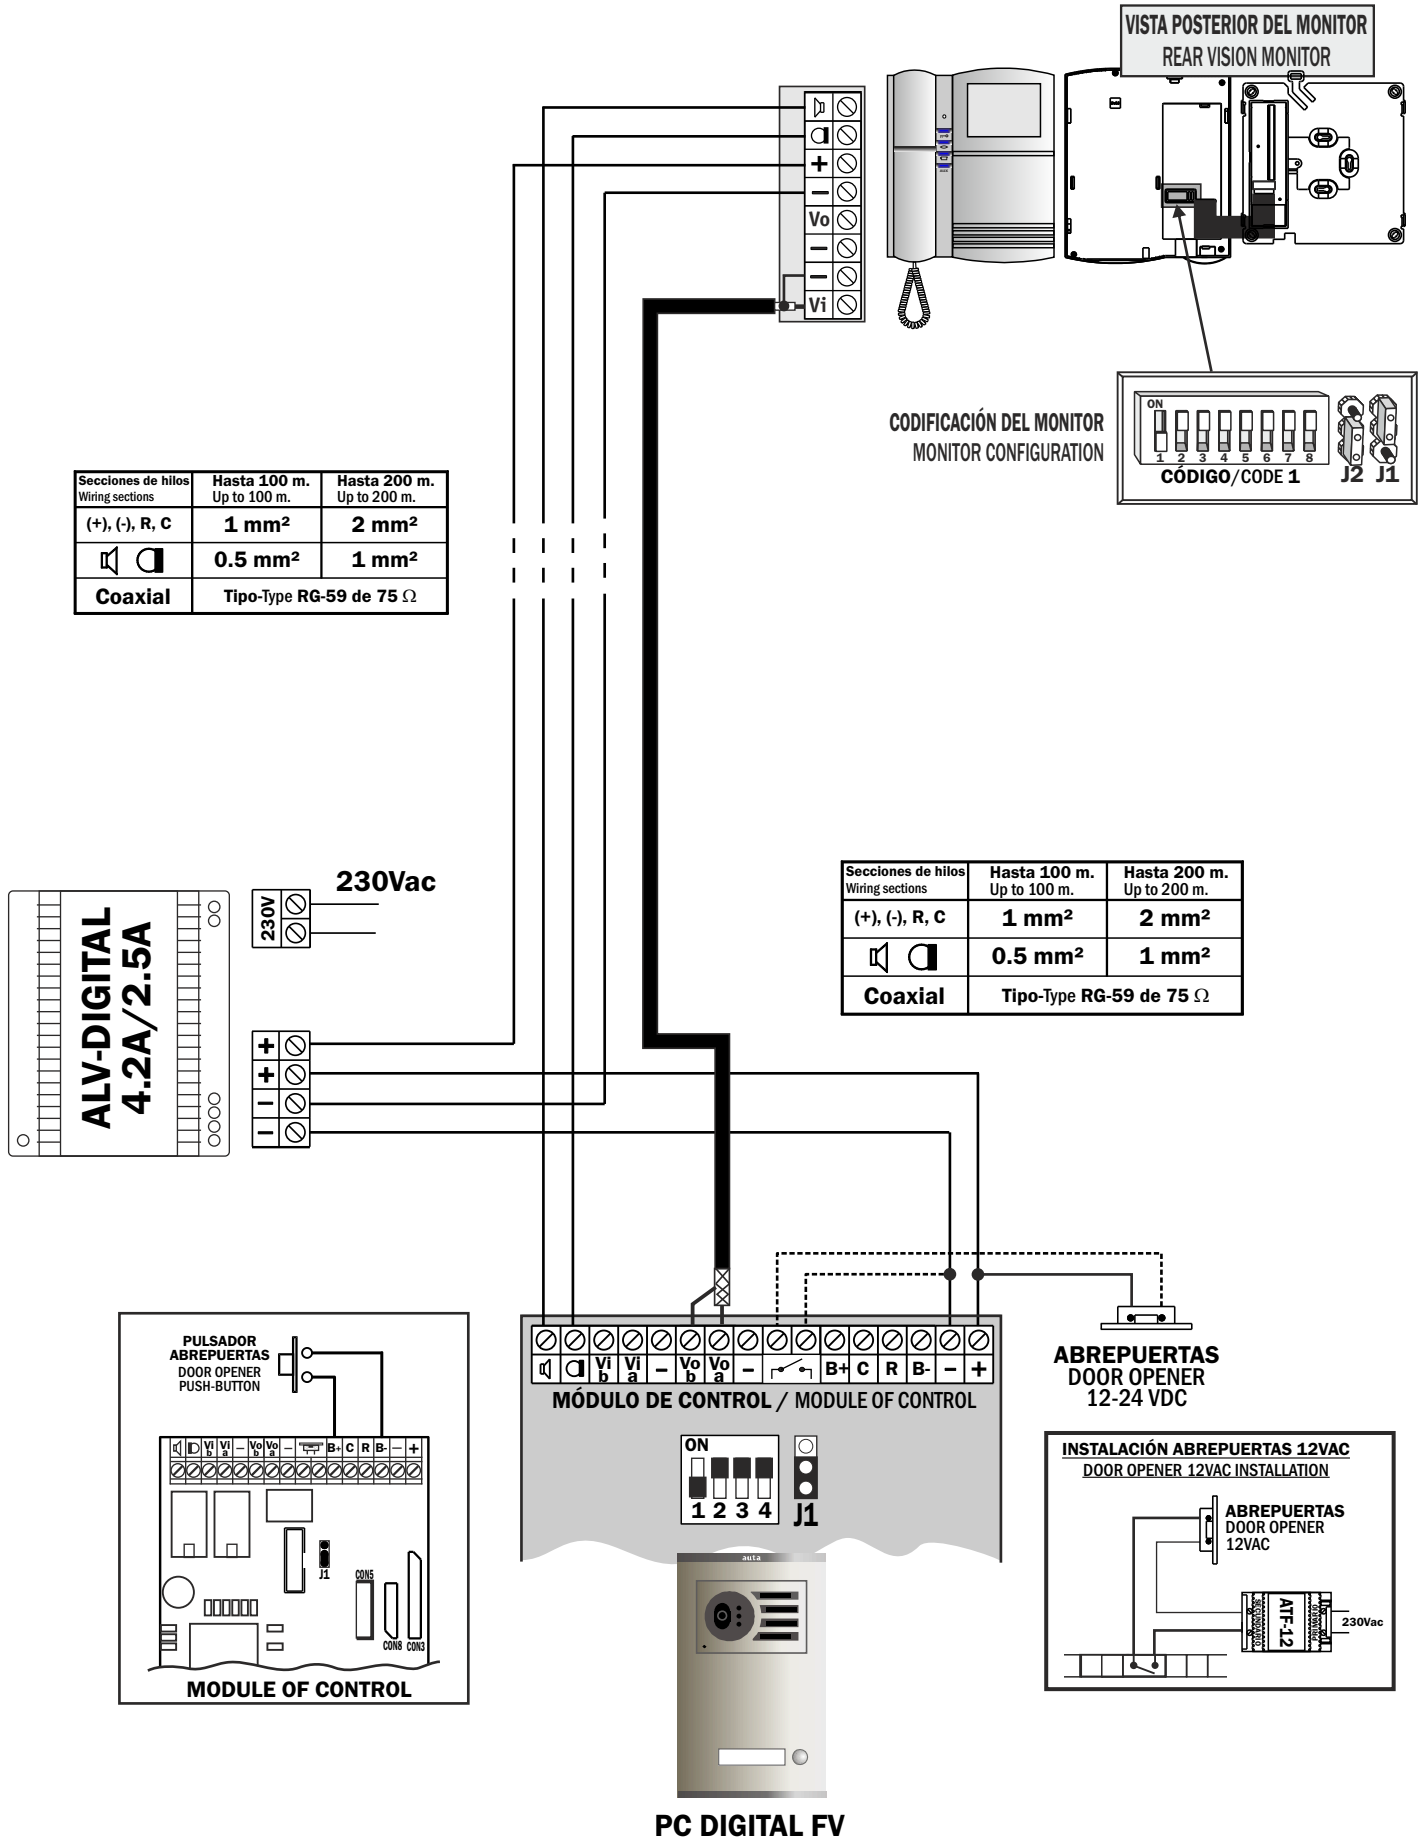 VISTA POSTERIOR DEL MONITOR
REAR VISION MONITOR
+
–
Vo
–
–
Vi
CODIFICACIÓN DEL MONITOR
MONITOR CONFIGURATION
ON
1 2 3 4 5 6 7 8
CÓDIGO/CODE 1
J2 J1
Secciones de hilos Hasta 100 m. Hasta 200 m.
Wiring sections Up to 100 m. Up to 200 m.
(+), (-), R, C 1 mm² 2 mm²
0.5 mm² 1 mm²
Coaxial Tipo-Type RG-59 de 75 Ω
ALV-DIGITAL
4.2A/2.5A
230V
230Vac
+
+
–
–
Secciones de hilos Hasta 100 m. Hasta 200 m.
Wiring sections Up to 100 m. Up to 200 m.
(+), (-), R, C 1 mm² 2 mm²
0.5 mm² 1 mm²
Coaxial Tipo-Type RG-59 de 75 Ω
Vi b Vi a – Vo b Vo a – B+ C R B- – +
MÓDULO DE CONTROL / MODULE OF CONTROL
ON
1 2 3 4
J1
ABREPUERTAS
DOOR OPENER
12-24 VDC
PULSADOR
ABREPUERTAS
DOOR OPENER
PUSH-BUTTON
Vi b Vi a – Vo b Vo a – B+ C R B- – +
J1
CON5
CON8
CON3
MODULE OF CONTROL
INSTALACIÓN ABREPUERTAS 12VAC
DOOR OPENER 12VAC INSTALLATION
ABREPUERTAS
DOOR OPENER
12VAC
SECUNDARIO
ATF-12
PRIMARIO
230Vac
auta
PC DIGITAL FV